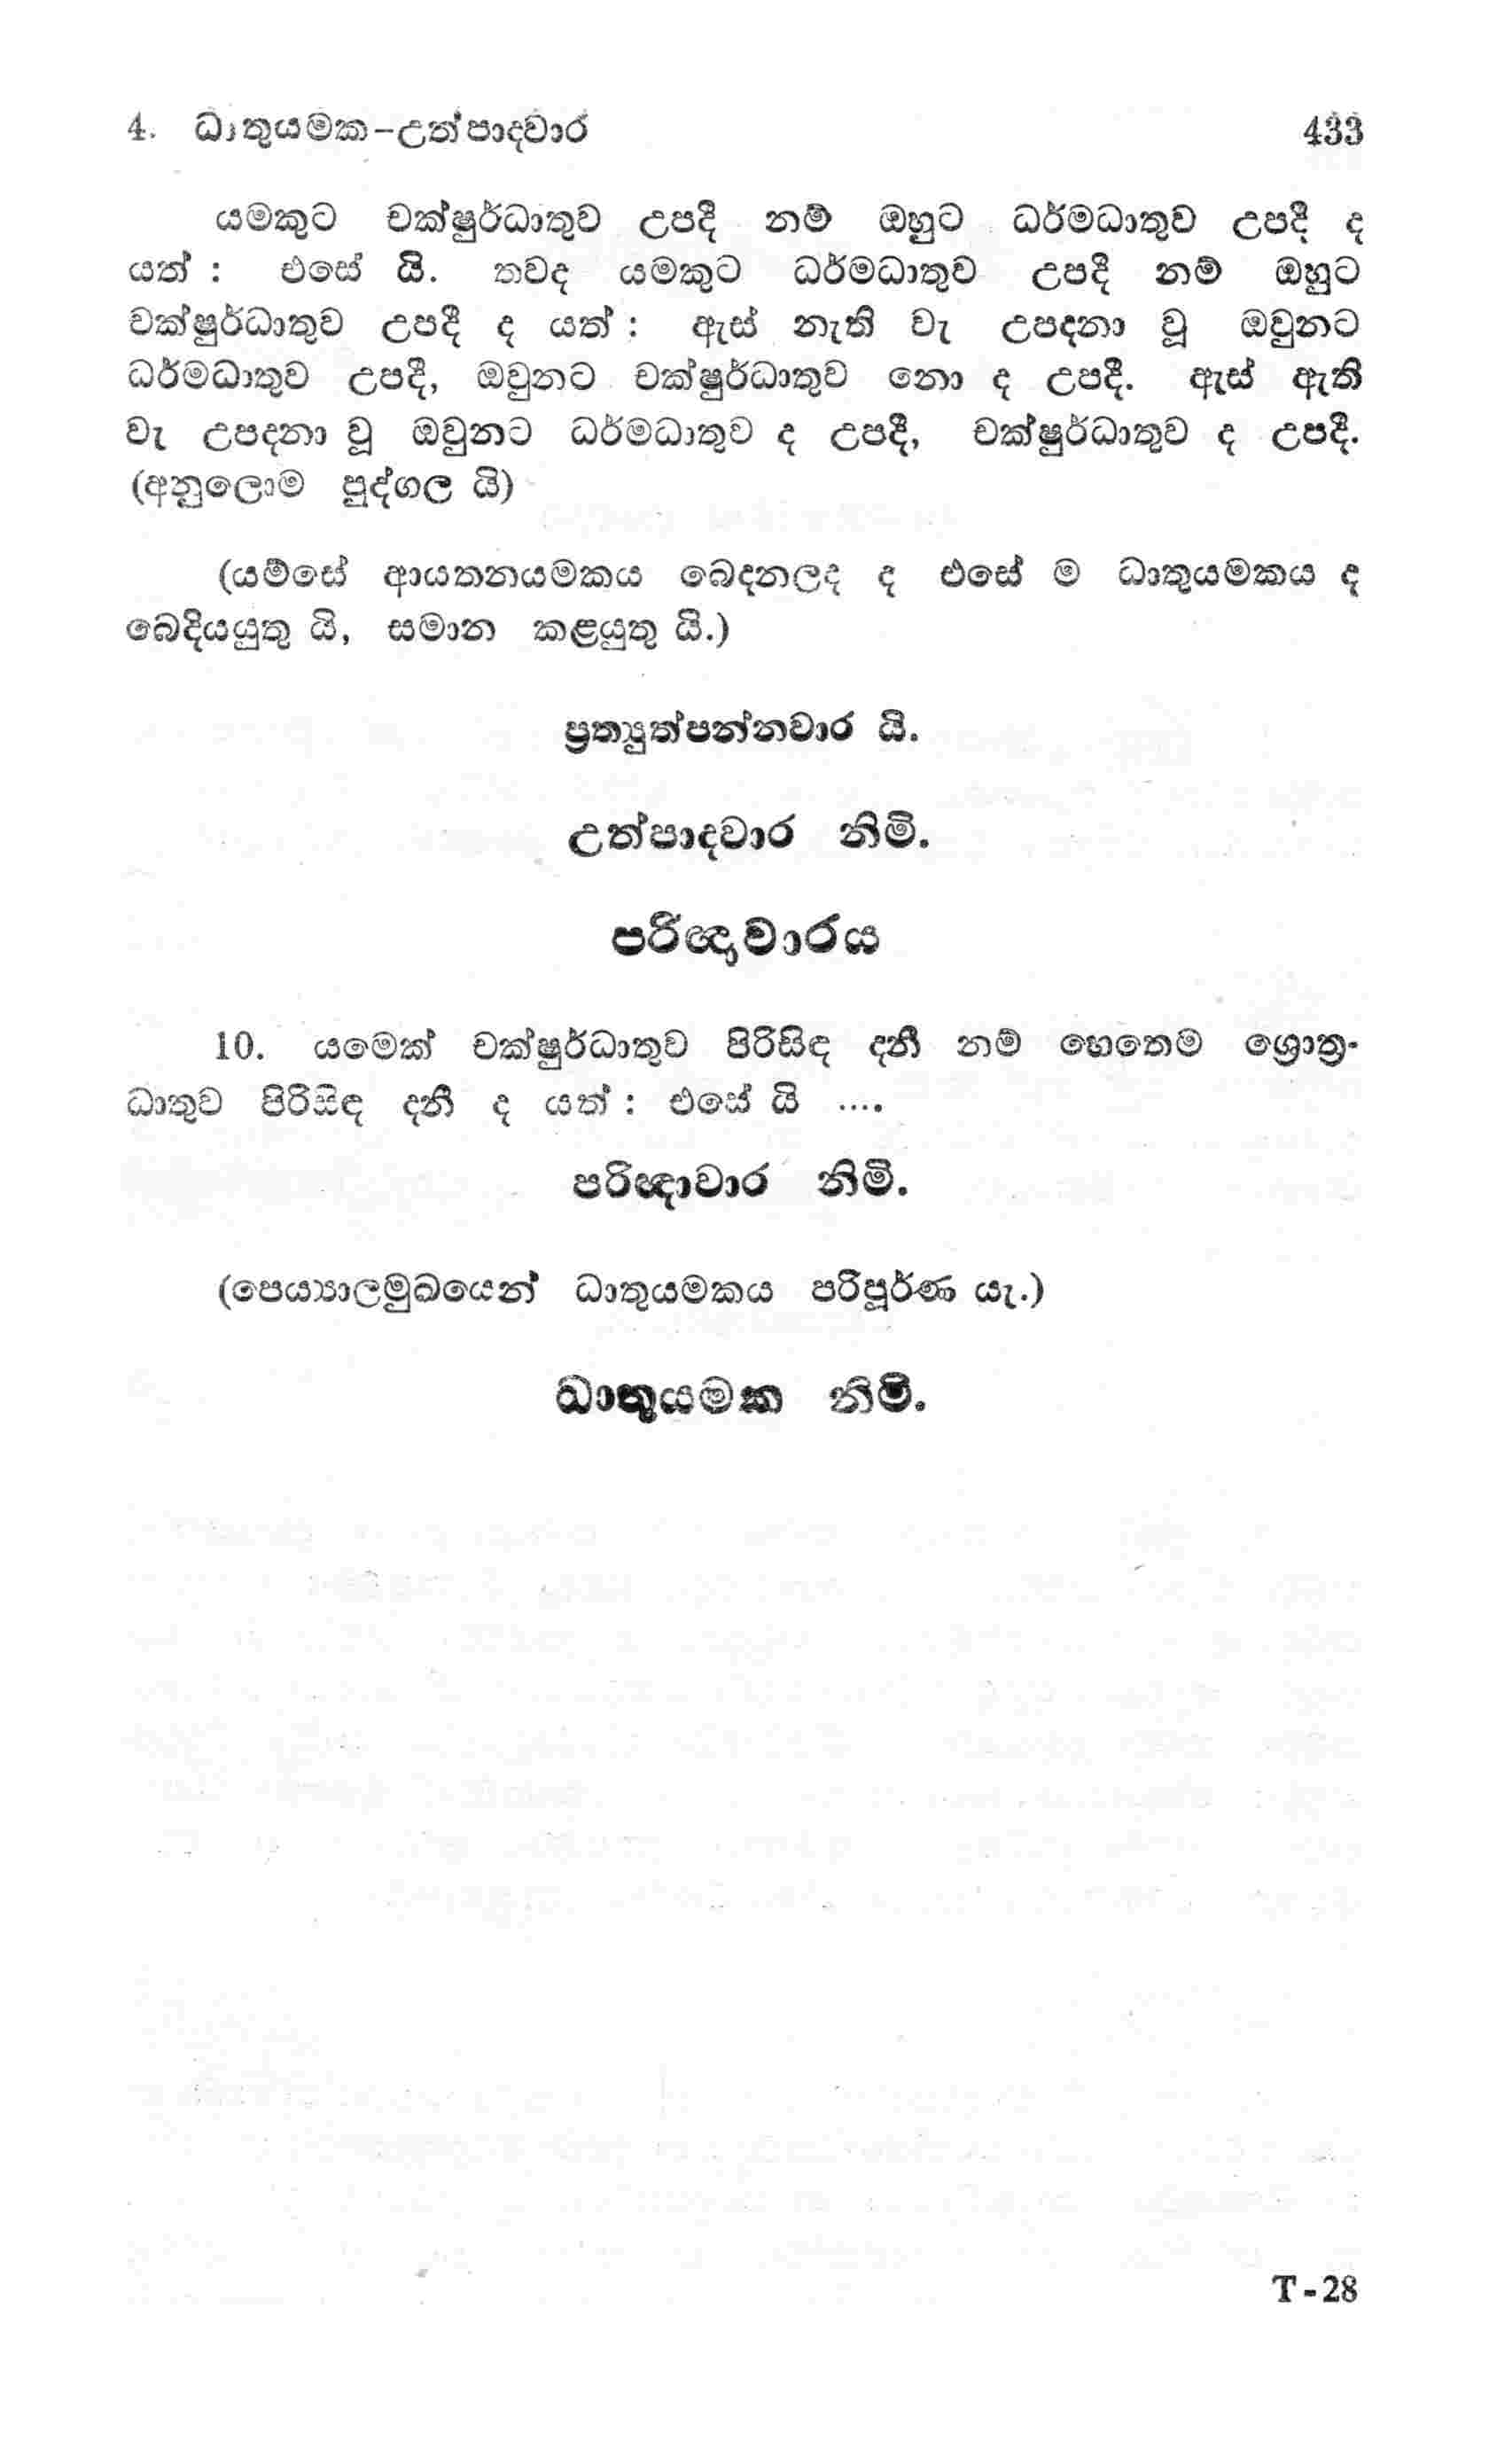 4. ධාතුයමක-උත්පාදවාර 433
යමකුට චක්ෂුර්ධාතුව උපදී නම් ඔහුට ධර්මධාතුව උපදී ද
යත් : එසේ යි. තවද යමකුට ධර්මධාතුව උපදී නම් ඔහුට
චක්ෂුර්ධාතුව උපදී ද යත් : ඇස් නැති වැ උපදනා වූ ඔවුනට
ධර්මධාතුව උපදී, ඔවුනට චක්ෂුර්ධාතුව නො ද උපදී. ඇස් ඇති
වැ උපදනා වූ ඔවුනට ධර්මධාතුව ද උපදී, චක්ෂුර්ධාතුව ද උපදී.
(අනුලොම පුද්ගල යි)
(යම්සේ ආයතනයමකය බෙදනලද ද එසේ ම ධාතුයමකය ද
බෙදියයුතු යි, සමාන කළයුතු යි.)
ප්‍රත්‍යුත්පන්නවාර යි.
උත්පාදවාර නිමි.
පරිඥාවාරය
10. යමෙක් චක්ෂුර්ධාතුව පිරිසිඳ දනී නම් හෙතෙම ශ්‍රොත්‍ර-
ධාතුව පිරිසිඳ දනී ද යත් : එසේ යි ....
පරිඥාවාර නිමි.
(පෙය්‍යාලමුඛයෙන් ධාතුයමකය පරිපූර්ණ යැ.)
ධාතුයමක නිමි.
T-28